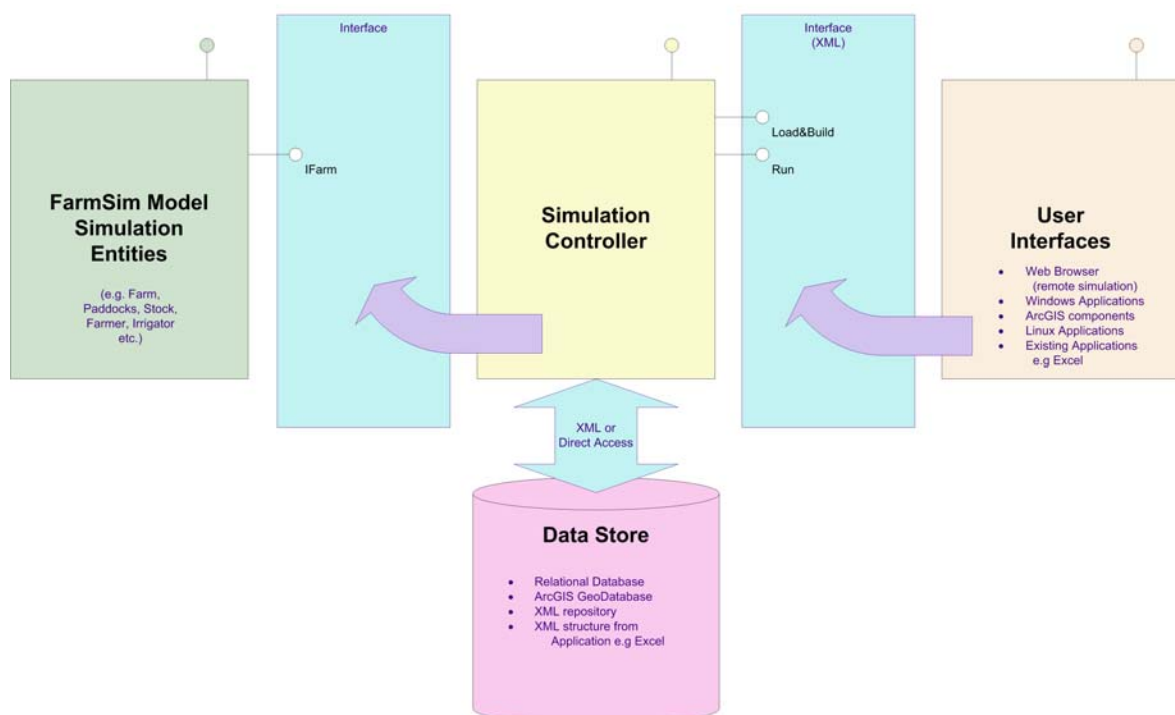 Interface
IFarm
FarmSim Model
Simulation
Entities
(e.g. Farm,
Paddocks, Stock,
Farmer, Irrigator
etc.)
Simulation
Controller
Interface
(XML)
Load&Build
Run
User
Interfaces
• Web Browser
(remote simulation)
• Windows Applications
• ArcGIS components
• Linux Applications
• Existing Applications
e.g Excel
XML or
Direct Access
Data Store
• Relational Database
• ArcGIS GeoDatabase
• XML repository
• XML structure from
Application e.g Excel